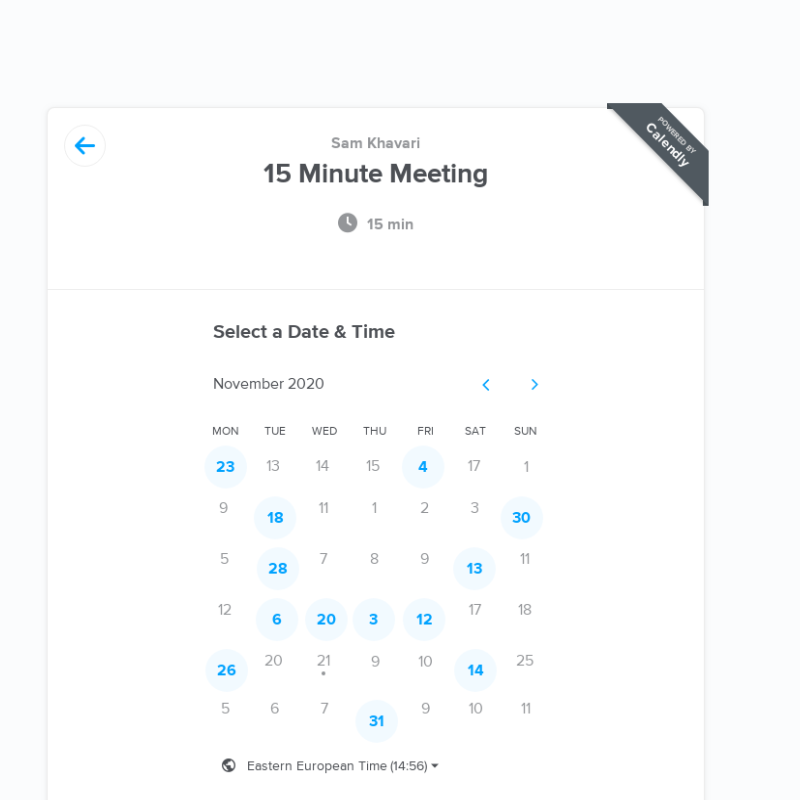 Sam Khavari
15 Minute Meeting
POWERED BY
Calendly
15 min
Select a Date & Time
November 2020
MON TUE WED THU FRI SAT SUN
23 13 14 15 4 17 1
9 18 11 1 2 3 30
5 28 7 8 9 13 11
12 6 20 3 12 17 18
26 20 21 9 10 14 25
5 6 7 31 9 10 11
Eastern European Time (14:56)